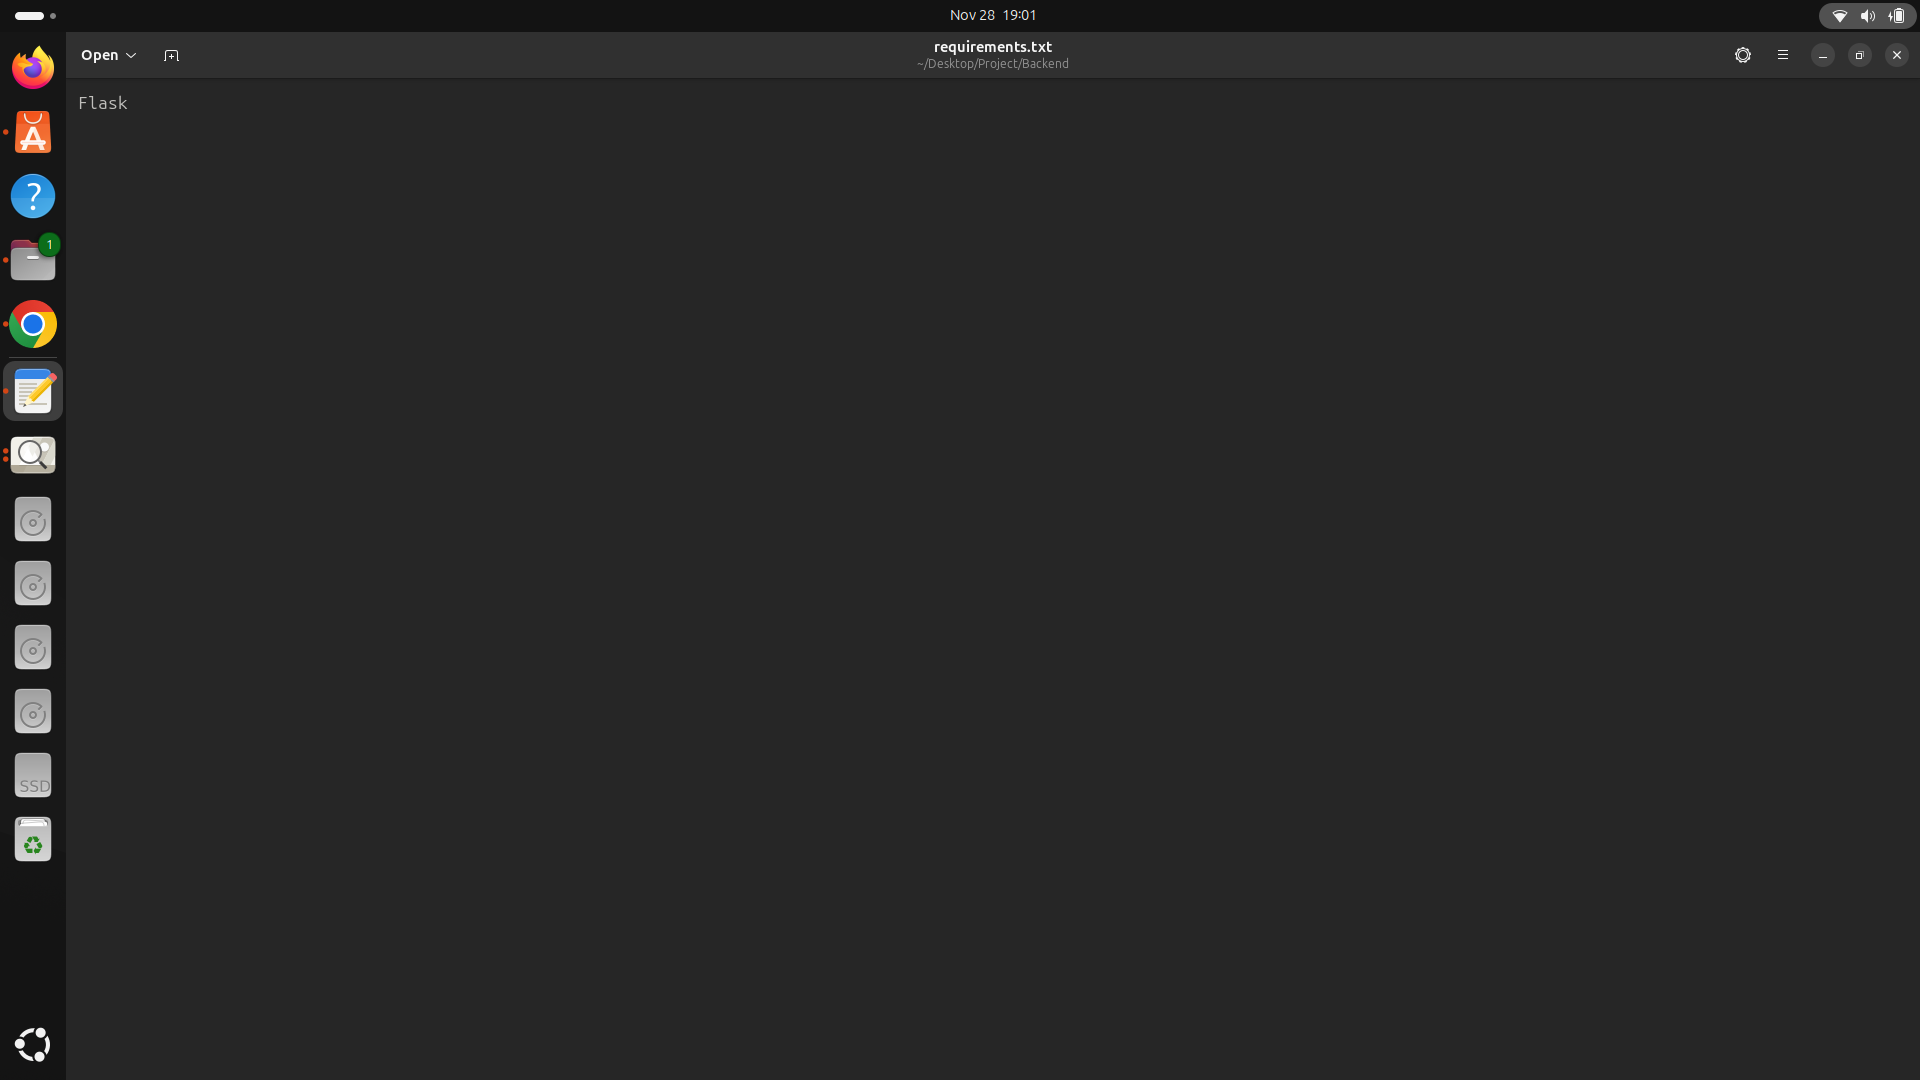 Nov 28 19:01
Open
requirements.txt
~/Desktop/Project/Backend
Flask
A
?
1
SSD